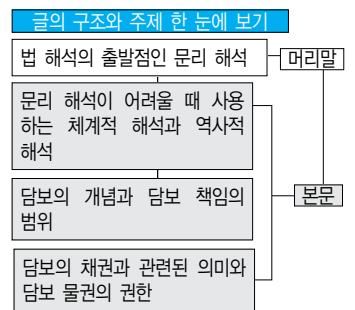 글의 구조와 주제 한 눈에 보기
법 해석의 출발점인 문리 해석
머리말
문리 해석이 어려울 때 사용
하는 체계적 해석과 역사적
해석
담보의 개념과 담보 책임의
범위
본문
담보의 채권과 관련된 의미와
담보 물권의 권한